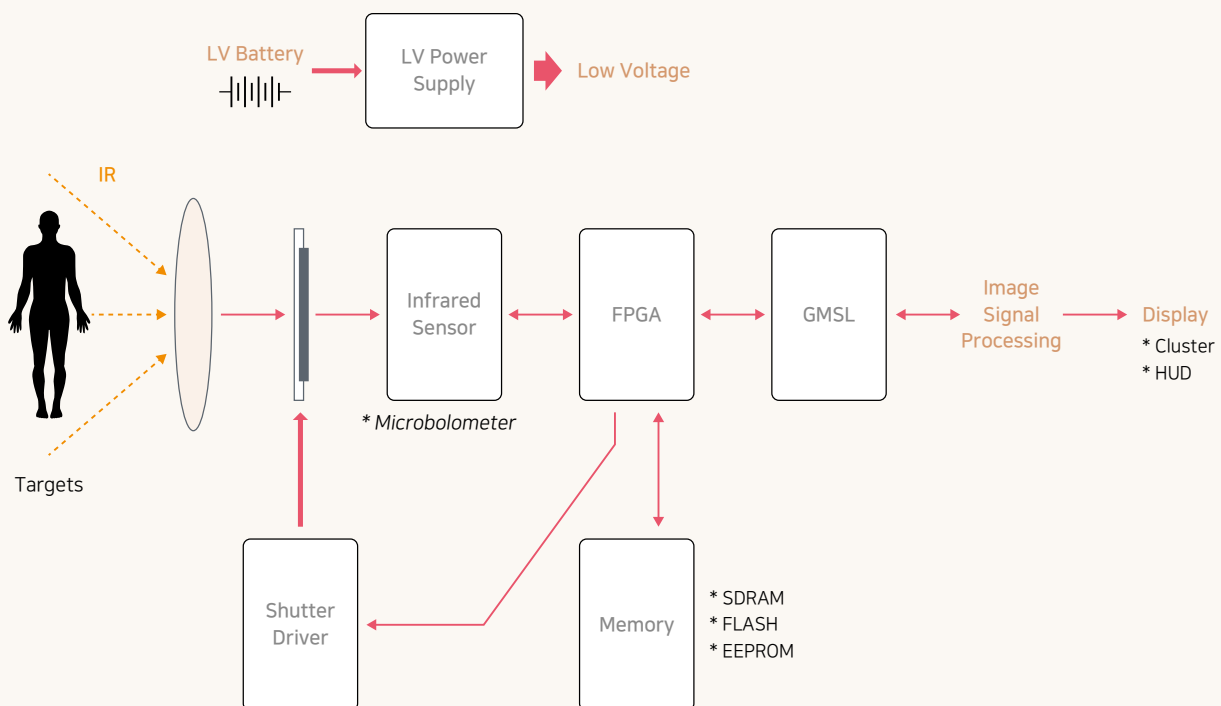 LV Battery
LV Power
Supply
Low Voltage
IR
Targets
Infrared
Sensor
* Microbolometer
FPGA
GMSL
Image
Signal
Processing
Display
* Cluster
* HUD
Shutter
Driver
Memory
* SDRAM
* FLASH
* EEPROM